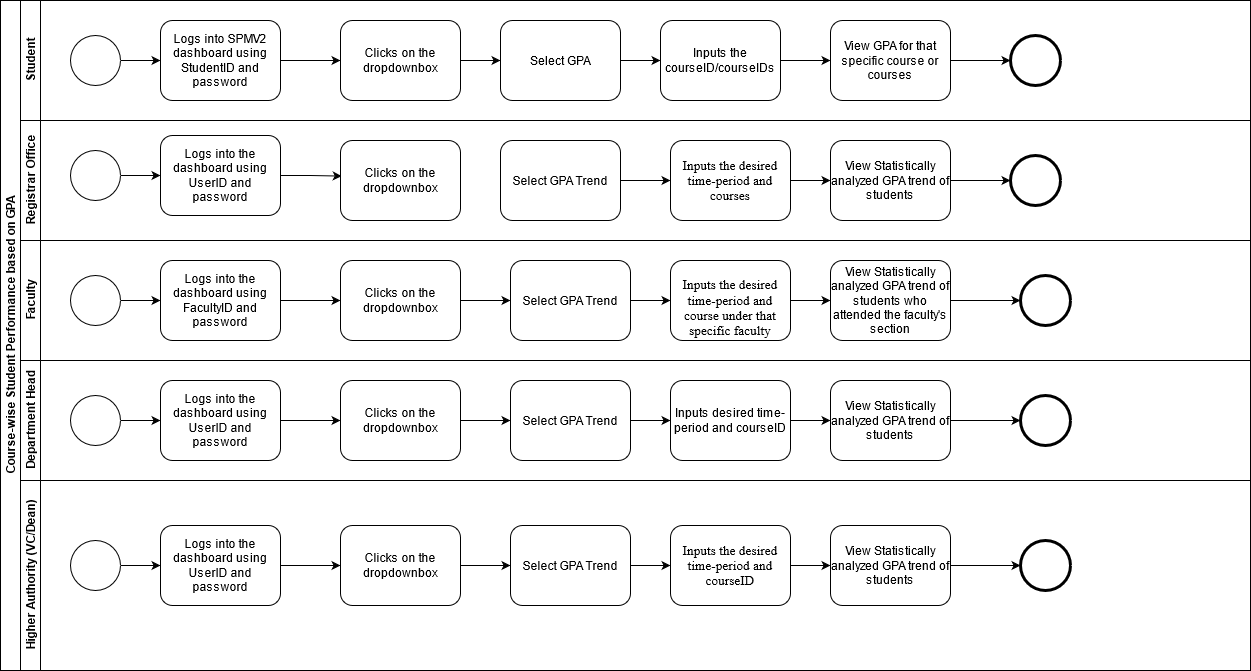 Course-wise Student Performance based on GPA
Student
Logs into SPMV2
dashboard using
StudentID and
password
Clicks on the
dropdownbox
Select GPA
Inputs the
courseID/courseIDs
View GPA for that
specific course or
courses
Registrar Office
Logs into the
dashboard using
UserID and
password
Clicks on the
dropdownbox
Select GPA Trend
Inputs the desired
time-period and
courses
View Statistically
analyzed GPA trend of
students
Faculty
Logs into the
dashboard using
FacultyID and
password
Clicks on the
dropdownbox
Select GPA Trend
Inputs the desired
time-period and
course under that
specific faculty
View Statistically
analyzed GPA trend of
students who
attended the faculty's
section
Department Head
Logs into the
dashboard using
UserID and
password
Clicks on the
dropdownbox
Select GPA Trend
Inputs desired time-
period and courseID
View Statistically
analyzed GPA trend of
students
Higher Authority (VC/Dean)
Logs into the
dashboard using
UserID and
password
Clicks on the
dropdownbox
Select GPA Trend
Inputs the desired
time-period and
courseID
View Statistically
analyzed GPA trend of
students